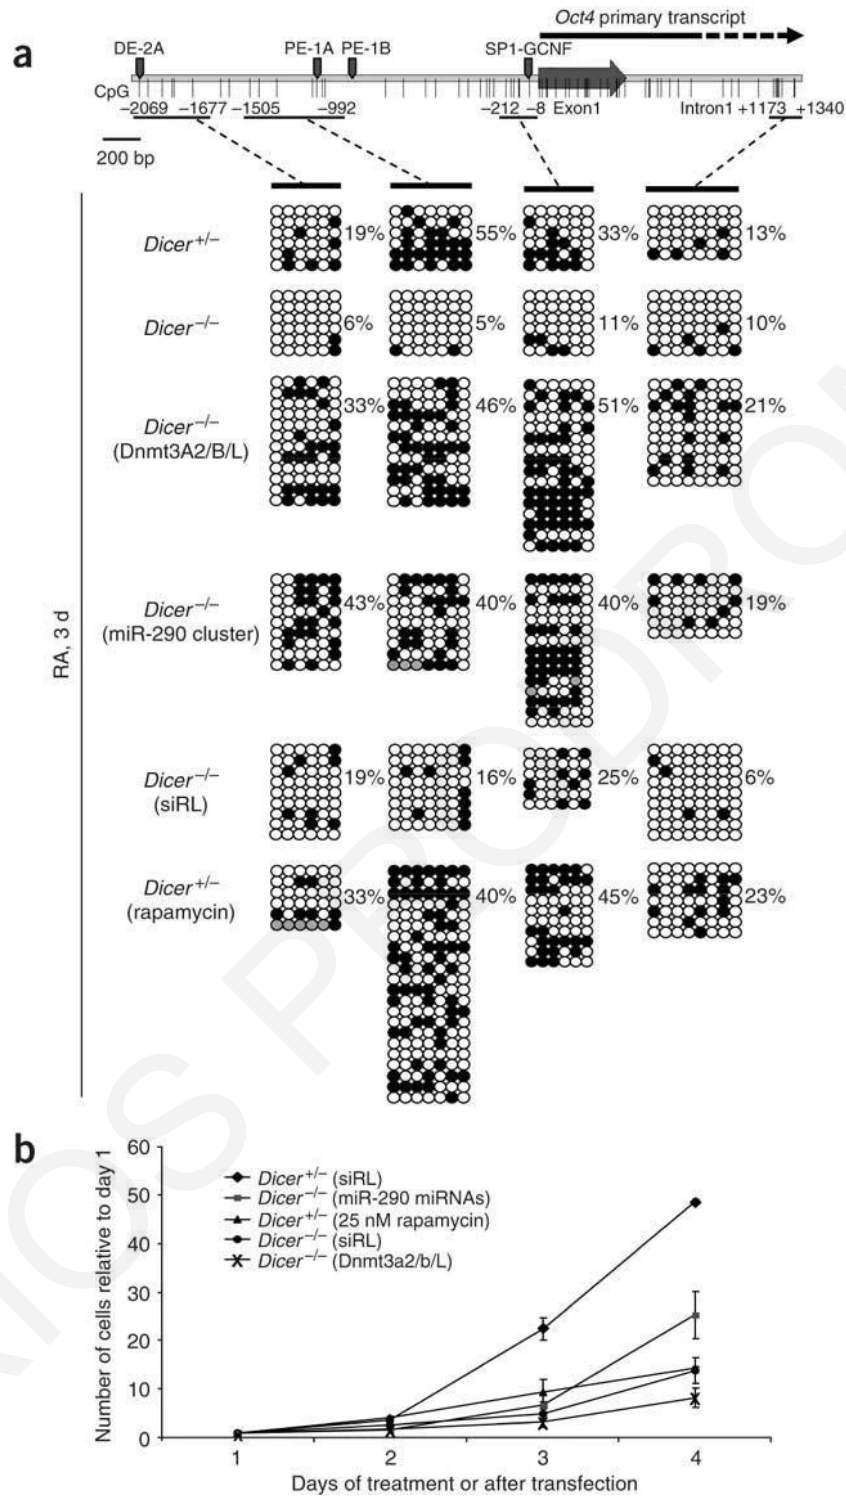 a
Oct4 primary transcript
DE-2A PE-1A PE-1B SP1-GCNF
CpG
−2069 −1677 −1505 −992 −212 −8 Exon1 Intron1 +1173 +1340
200 bp
RA, 3 d
Dicer+/− 19% 55% 33% 13%
Dicer−/− 6% 5% 11% 10%
Dicer−/− 33% 46% 51% 21%
(Dnmt3A2/B/L)
Dicer−/− 43% 40% 40% 19%
(miR-290 cluster)
Dicer−/− 19% 16% 25% 6%
(siRL)
Dicer+/− 33% 40% 45% 23%
(rapamycin)
b
Number of cells relative to day 1
60
50
40
30
20
10
0
Dicer+/− (siRL)
Dicer−/− (miR-290 miRNAs)
Dicer+/− (25 nM rapamycin)
Dicer−/− (siRL)
Dicer−/− (Dnmt3a2/b/L)
1 2 3 4
Days of treatment or after transfection
IOS PRODRO